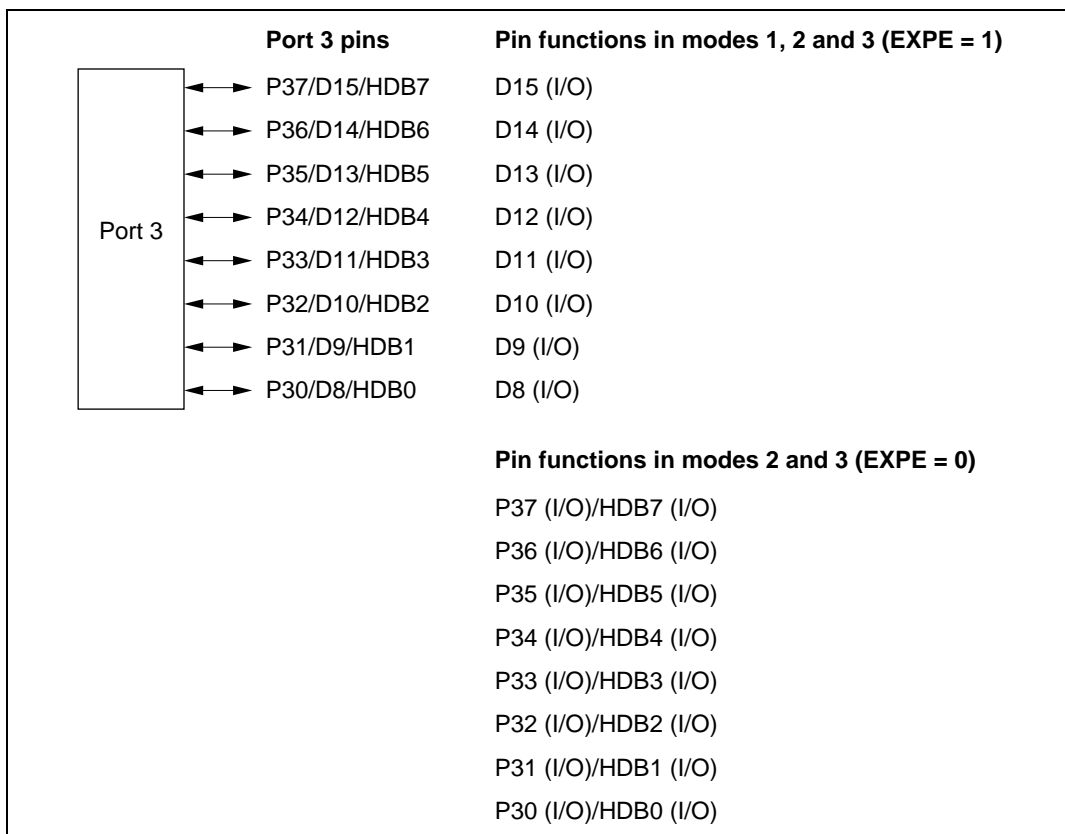 Port 3 pins Pin functions in modes 1, 2 and 3 (EXPE = 1)
P37/D15/HDB7 D15 (I/O)
P36/D14/HDB6 D14 (I/O)
P35/D13/HDB5 D13 (I/O)
P34/D12/HDB4 D12 (I/O)
Port 3
P33/D11/HDB3 D11 (I/O)
P32/D10/HDB2 D10 (I/O)
P31/D9/HDB1 D9 (I/O)
P30/D8/HDB0 D8 (I/O)
Pin functions in modes 2 and 3 (EXPE = 0)
P37 (I/O)/HDB7 (I/O)
P36 (I/O)/HDB6 (I/O)
P35 (I/O)/HDB5 (I/O)
P34 (I/O)/HDB4 (I/O)
P33 (I/O)/HDB3 (I/O)
P32 (I/O)/HDB2 (I/O)
P31 (I/O)/HDB1 (I/O)
P30 (I/O)/HDB0 (I/O)